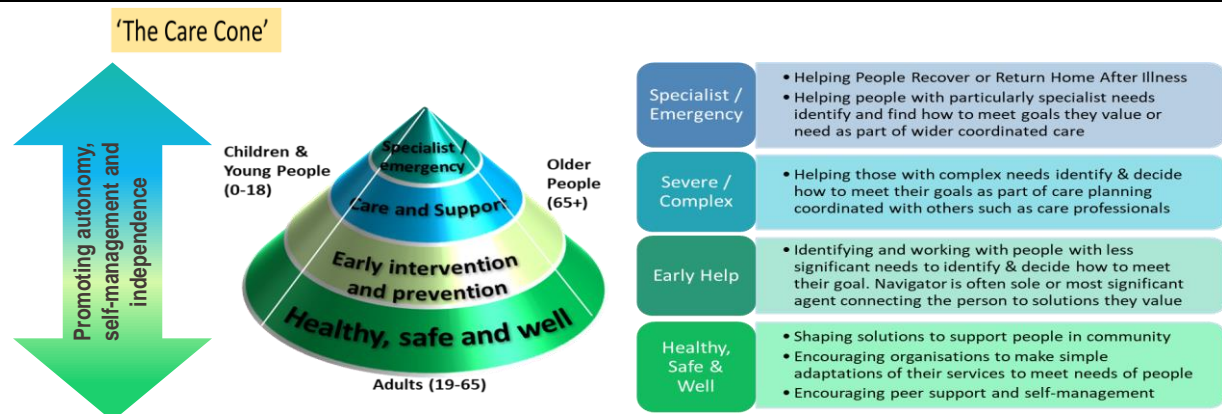 'The Care Cone'
Promoting autonomy,
self-management and
independence
Children &
Young People
(0-18)
Older
People
(65+)
Specialist /
emergency
Care and Support
Early intervention
and prevention
Healthy, safe and well
Adults (19-65)
Specialist /
Emergency
• Helping People Recover or Return Home After Illness
• Helping people with particularly specialist needs
identify and find how to meet goals they value or
need as part of wider coordinated care
Severe /
Complex
• Helping those with complex needs identify & decide
how to meet their goals as part of care planning
coordinated with others such as care professionals
Early Help
• Identifying and working with people with less
significant needs to identify & decide how to meet
their goal. Navigator is often sole or most significant
agent connecting the person to solutions they value
Healthy,
Safe &
Well
• Shaping solutions to support people in community
• Encouraging organisations to make simple
adaptations of their services to meet needs of people
• Encouraging peer support and self-management